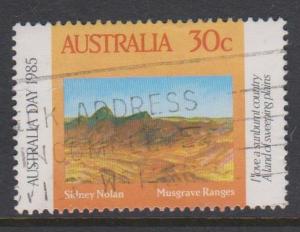 AUSTRALIA
30c
AUSTRALIA DAY 1985
I love a sunburnt country
A land of sweeping plains
ADDRESS
Sidney Nolan
Musgrave Ranges